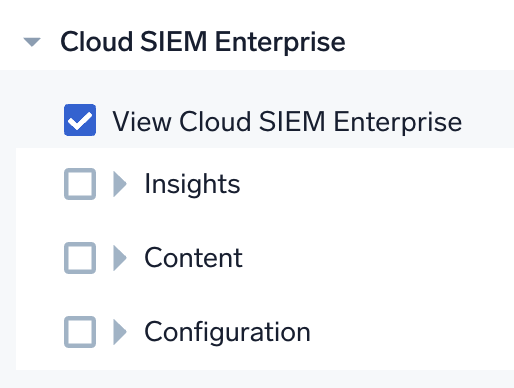 Cloud SIEM Enterprise
View Cloud SIEM Enterprise
Insights
Content
Configuration